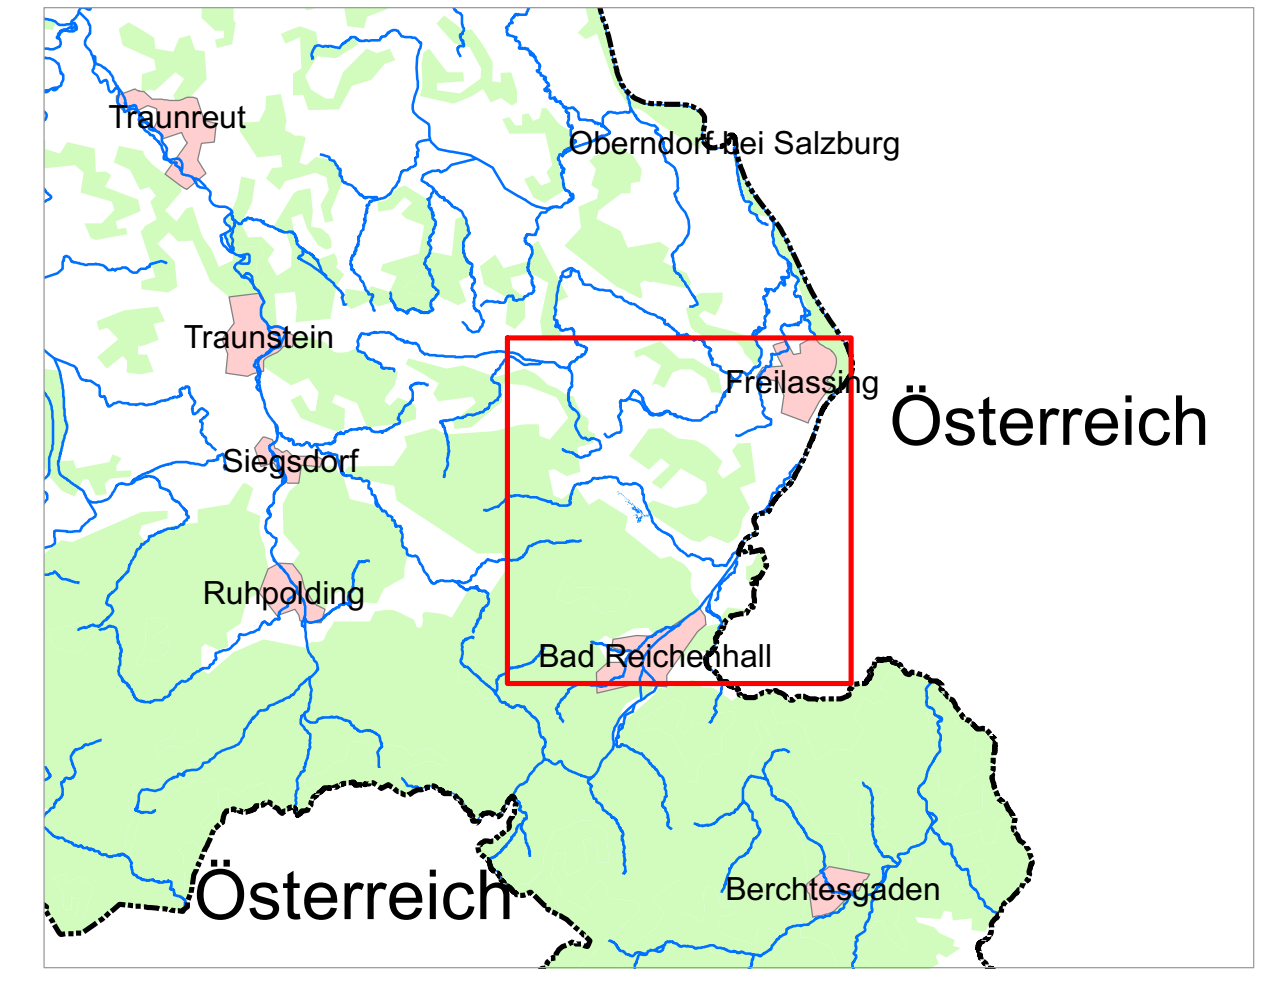 Traunreut
Oberndorf bei Salzburg
Traunstein
Freilassing
Österreich
Siegsdorf
Ruhpolding
Bad Reichenhall
Österreich
Berchtesgaden